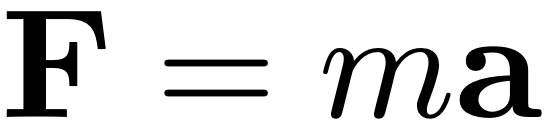 F = ma